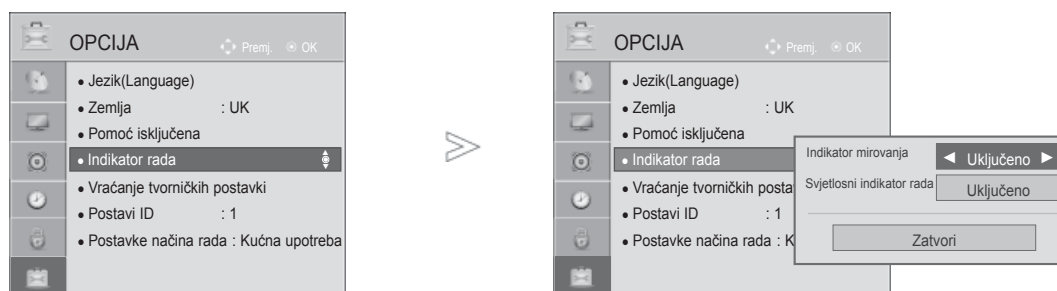 OPCIJA Premj. OK
Jezik(Language)
Zemlja : UK
Pomoć isključena
Indikator rada
Vraćanje tvorničkih postavki
Postavi ID : 1
Postavke načina rada : Kućna upotreba
OPCIJA Premj. OK
Jezik(Language)
Zemlja : UK
Pomoć isključena
Indikator rada
Vraćanje tvorničkih posta
Postavi ID : 1
Postavke načina rada : K
Indikator mirovanja ◄ Uključeno ►
Svjetlosni indikator rada Uključeno
Zatvori